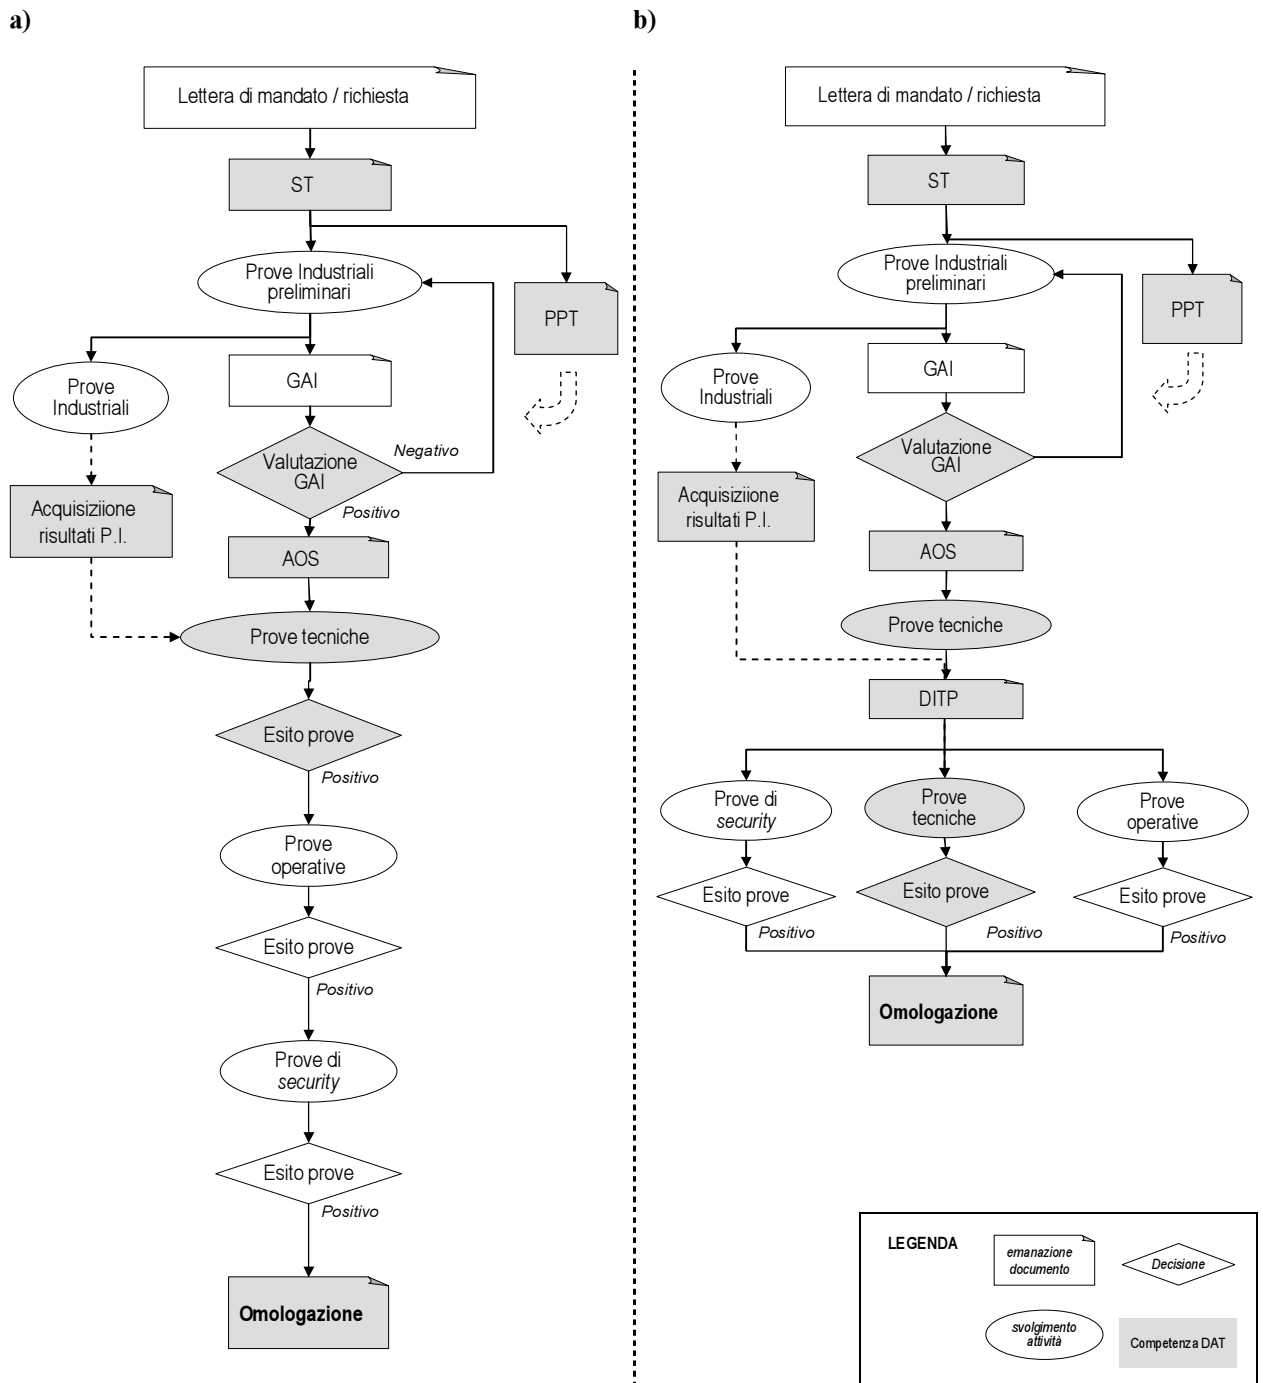 a)
Lettera di mandato / richiesta
ST
Prove Industriali
preliminari
PPT
Prove
Industriali
GAI
Valutazione
GAI
Negativo
Positivo
Acquisiziione
risultati P.I.
AOS
Prove tecniche
Esito prove
Positivo
Prove
operative
Esito prove
Positivo
Prove di
security
Esito prove
Positivo
Omologazione
b)
Lettera di mandato / richiesta
ST
Prove Industriali
preliminari
PPT
Prove
Industriali
GAI
Valutazione
GAI
Acquisiziione
risultati P.I.
AOS
Prove tecniche
DITP
Prove di
security
Prove
tecniche
Prove
operative
Esito prove
Esito prove
Esito prove
Positivo
Positivo
Positivo
Omologazione
LEGENDA
emanazione
documento
Decisione
svolgimento
attività
Competenza DAT